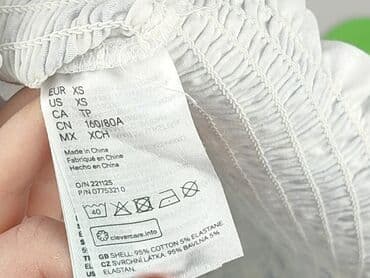 EUR XS
US XS
CA TP
CN 160/80A
MX XCH
Made in China
Fabriqué en Chine
Hecho en China
O/N 221125
P/N 0775321 0
40
clevercare.info
GB SHELL: 95% COTTON 5% ELASTANE
CZ SVRCHNÍ LÁTKA: 95% BAVLNA 5%
ELASTAN.